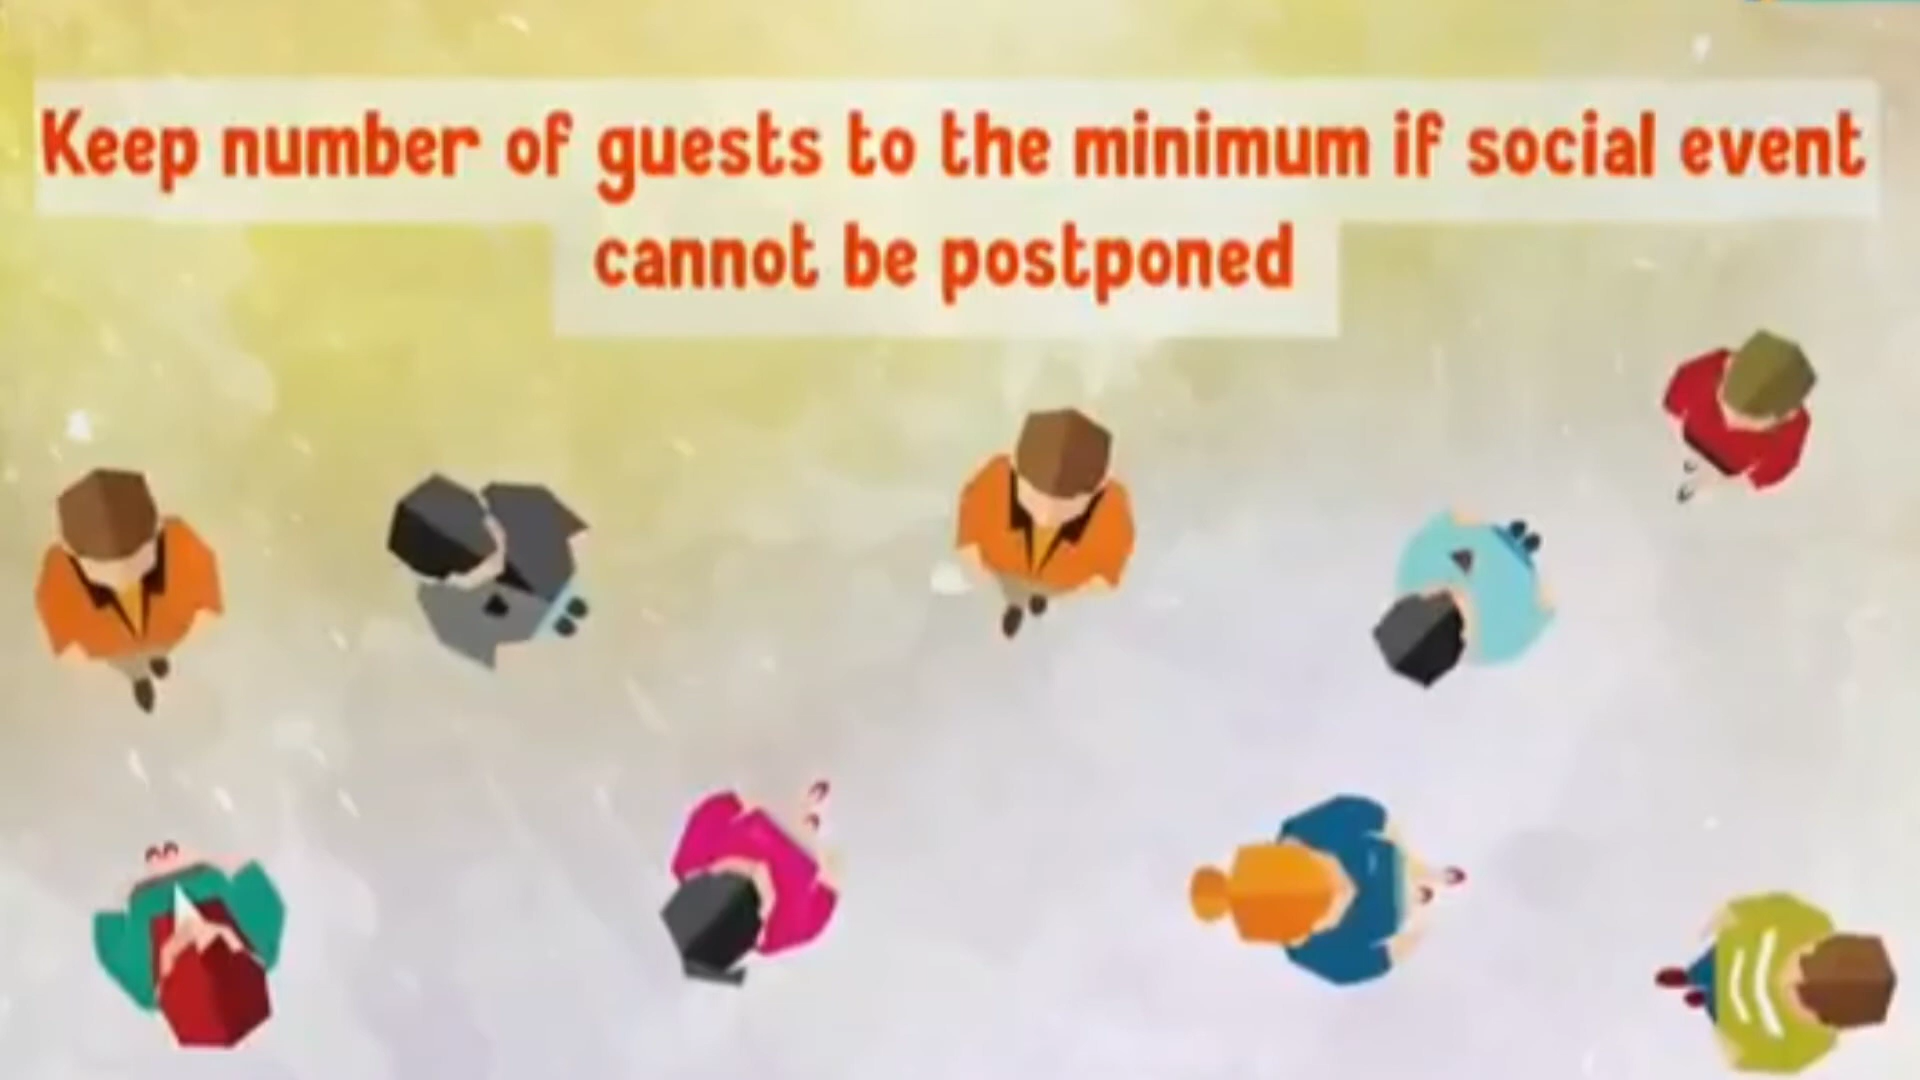 Keep number of guests to the minimum if social event
cannot be postponed